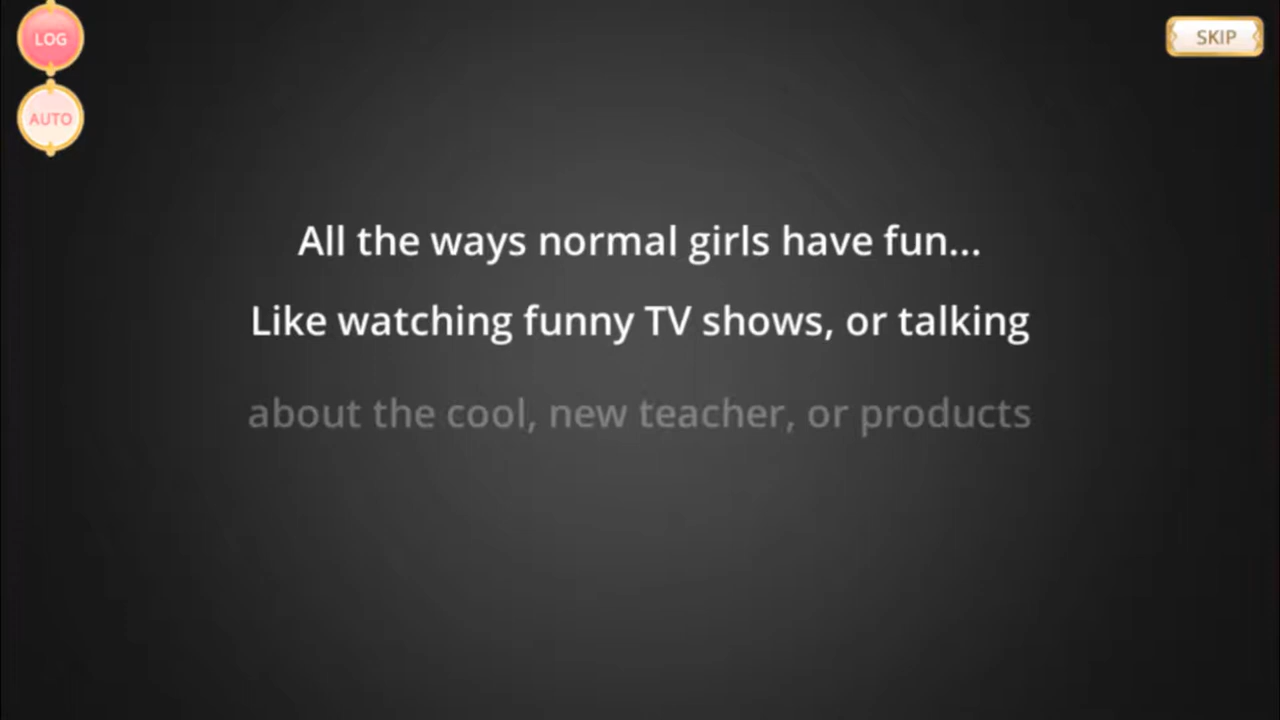 LOG
SKIP
AUTO
All the ways normal girls have fun...
Like watching funny TV shows, or talking
about the cool, new teacher, or products